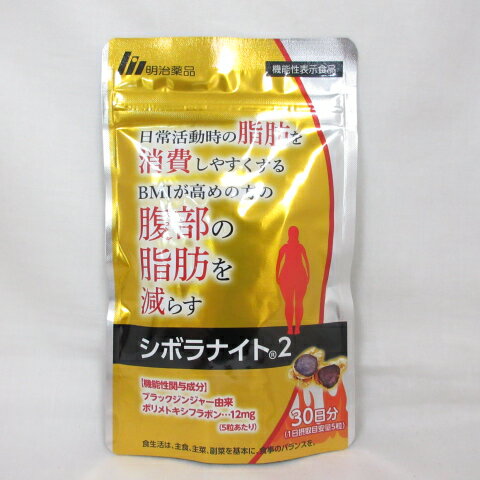 明治薬品
機能性表示食品
日常活動時の脂肪を
消費しやすくする
BMIが高めの方の
腹部の
脂肪を
減らす
シボラナイト®2
【機能性関与成分】
ブラックジンジャー由来
ポリメトキシフラボン…12mg
(5粒あたり)
30日分
(1日摂取目安量5粒)
食生活は、主食、主菜、副菜を基本に、食事のバランスを。